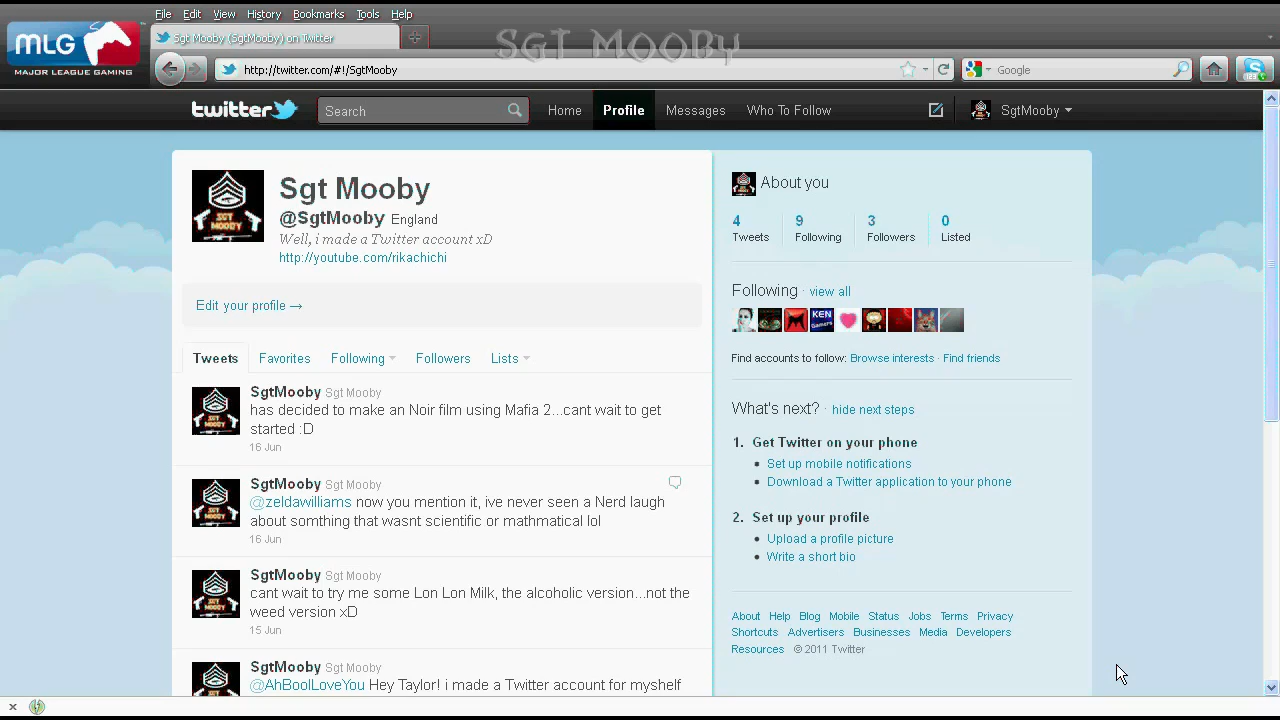 File Edit View History Bookmarks Tools Help
MLG
MAJOR LEAGUE GAMING
Sgt Mooby (SgtMooby) on Twitter
SGT MOOBY
http://twitter.com/#!/SgtMooby
Google
twitter
Search
Home Profile Messages Who To Follow
SgtMooby
SGT
MOOBY
Sgt Mooby
@SgtMooby England
Well, i made a Twitter account xD
http://youtube.com/rikachichi
Edit your profile →
Tweets Favorites Following Followers Lists
SgtMooby Sgt Mooby
has decided to make an Noir film using Mafia 2...cant wait to get
started :D
16 Jun
SgtMooby Sgt Mooby
@zeldawilliams now you mention it, ive never seen a Nerd laugh
about somthing that wasnt scientific or mathmatical lol
16 Jun
SgtMooby Sgt Mooby
cant wait to try me some Lon Lon Milk, the alcoholic version...not the
weed version xD
15 Jun
SgtMooby Sgt Mooby
@AhBoolLoveYou Hey Taylor! i made a Twitter account for myshelf
About you
4 9 3 0
Tweets Following Followers Listed
Following · view all
KEN
Gamers
Find accounts to follow: Browse interests · Find friends
What's next? · hide next steps
1. Get Twitter on your phone
• Set up mobile notifications
• Download a Twitter application to your phone
2. Set up your profile
• Upload a profile picture
• Write a short bio
About Help Blog Mobile Status Jobs Terms Privacy
Shortcuts Advertisers Businesses Media Developers
Resources © 2011 Twitter